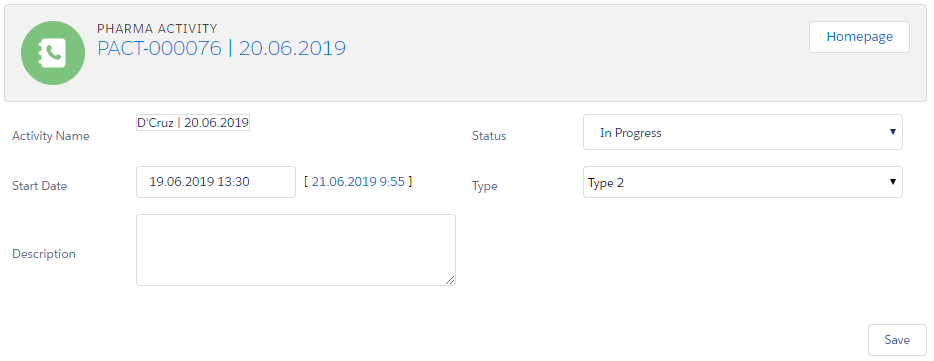 PHARMA ACTIVITY
PACT-000076 | 20.06.2019
Homepage
Activity Name
D'Cruz | 20.06.2019
Status
In Progress
Start Date
19.06.2019 13:30
[ 21.06.2019 9:55 ]
Type
Type 2
Description
Save